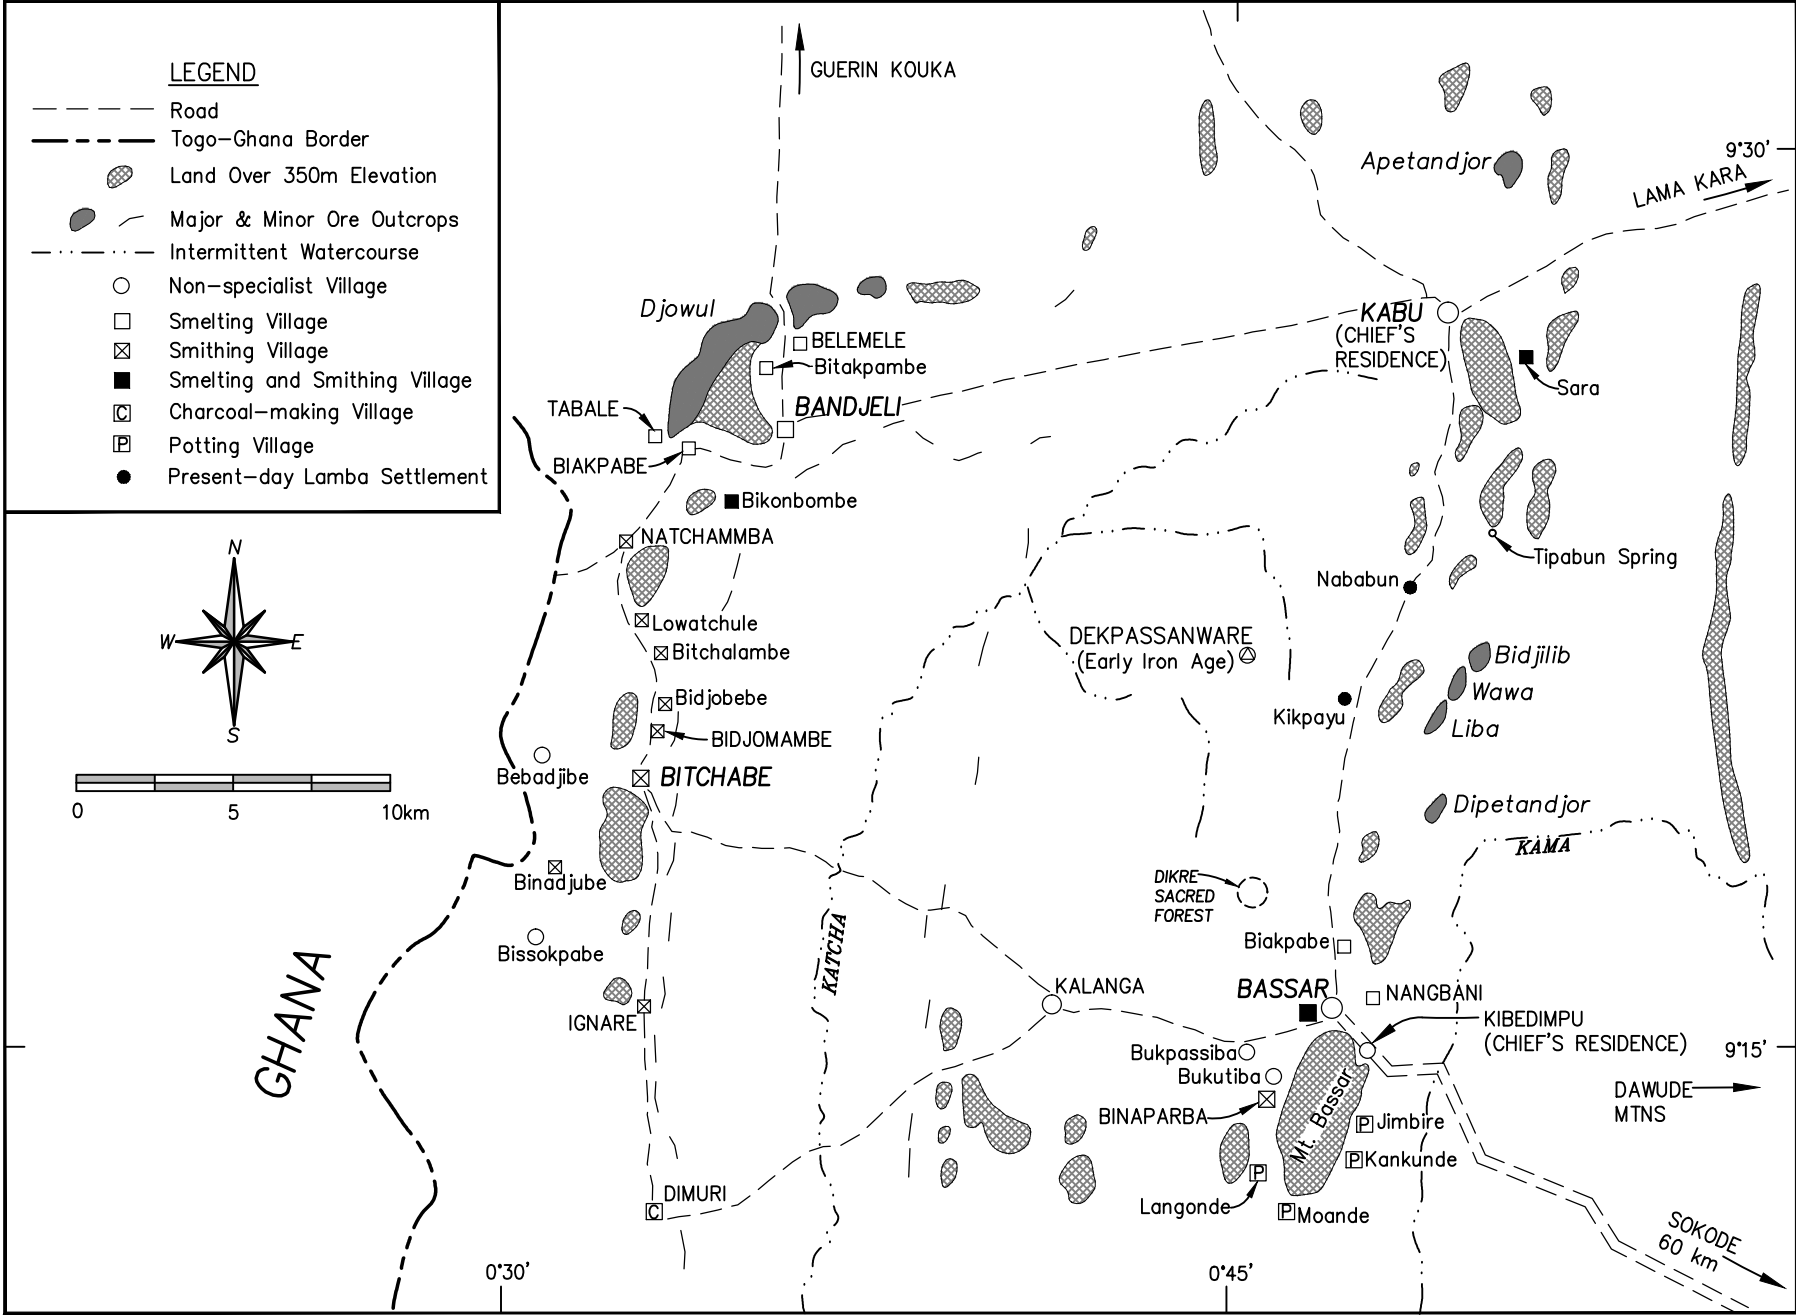 LEGEND
Road
Togo-Ghana Border
Land Over 350m Elevation
Major & Minor Ore Outcrops
Intermittent Watercourse
Non-specialist Village
Smelting Village
Smithing Village
Smelting and Smithing Village
C Charcoal-making Village
P Potting Village
Present-day Lamba Settlement
GUERIN KOUKA
9°30'
LAMA KARA
Apetandjor
Djowul
BELEMELE
Bitakpambe
BANDJELI
TABALE
BIAKPABE
Bikonbombe
NATCHAMMBA
KABU
(CHIEF'S
RESIDENCE)
Sara
Tipabun Spring
Nababun
N
W E
S
0 5 10km
Lowatchule
Bitchalambe
Bidjobebe
BIDJOMAMBE
BITCHABE
Bebadjibe
Binadjube
Bissokpabe
IGNARE
DEKPASSANWARE
(Early Iron Age)
Kikpayu
Bidjilib
Wawa
Liba
Dipetandjor
KAMA
DIKRE
SACRED
FOREST
KATCHA
GHANA
Biakpabe
BASSAR
NANGBANI
KALANGA
KIBEDIMPU
(CHIEF'S RESIDENCE)
9°15'
Bukpassiba
Bukutiba
BINAPARBA
Mt. Bassar
DAWUDE
MTNS
P Jimbire
P Kankunde
P
Langonde
P Moande
DIMURI
C
SOKODE
60 km
0°30'
0°45'